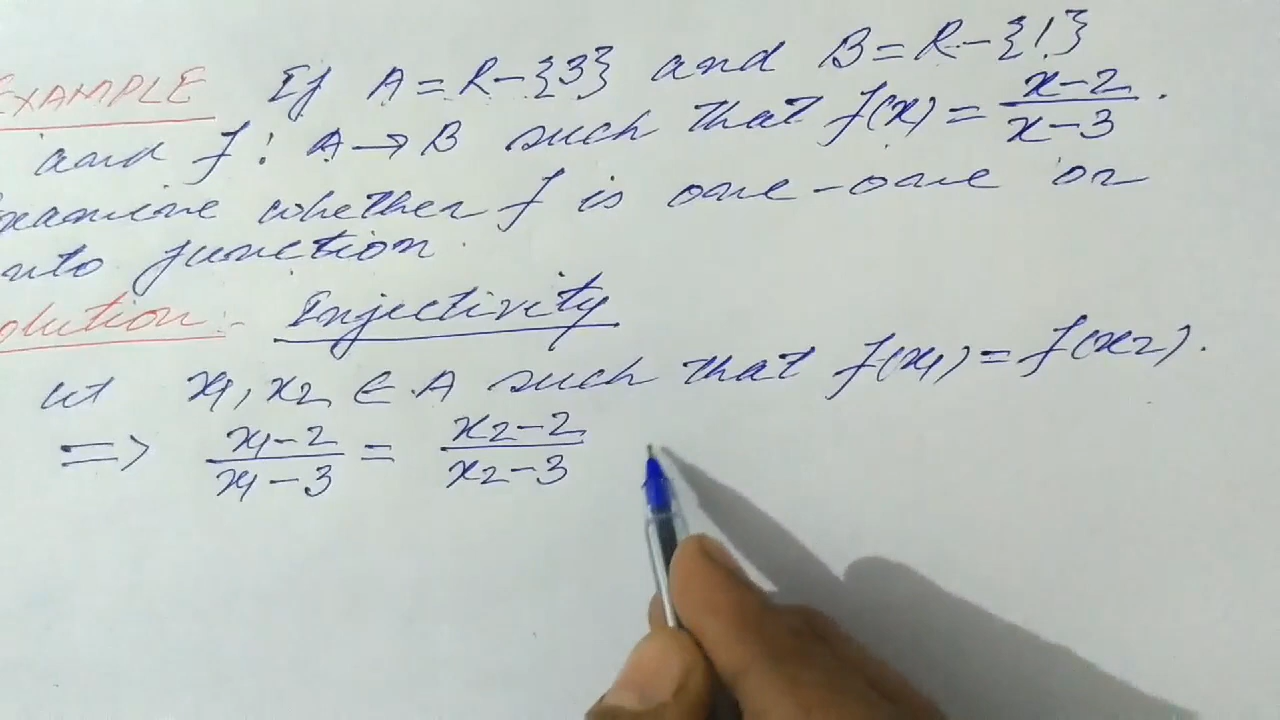 EXAMPLE If A = R - {3} and B = R - {1}
and f : A → B such that f(x) = x-2 / x-3 .
examine whether f is one-one or
onto function.
Solution:- Injectivity
Let x1, x2 ∈ A such that f(x1) = f(x2).
=> x1-2 / x1-3 = x2-2 / x2-3